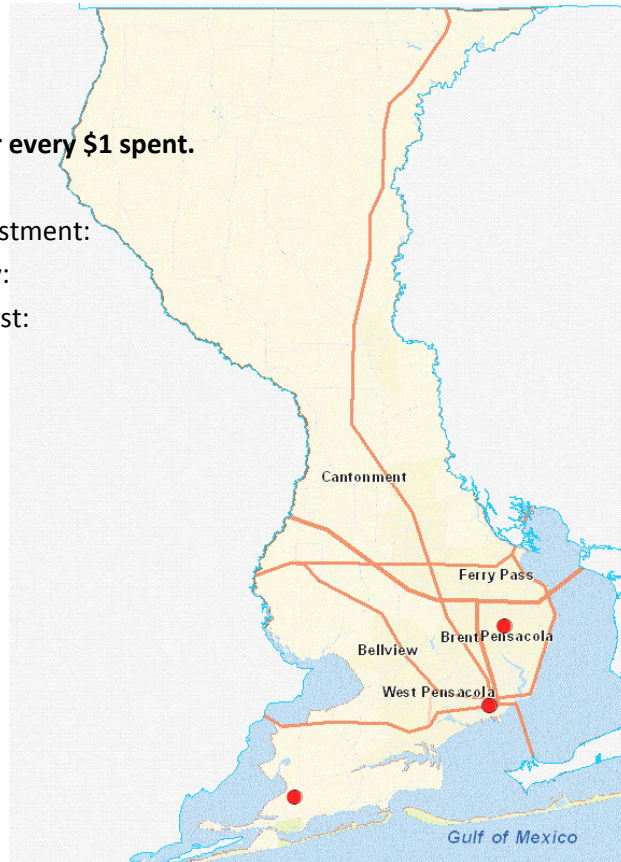 r every $1 spent.
stment:
y:
st:
Cantonment
Ferry Pass
Brent Pensacola
Bellview
West Pensacola
Gulf of Mexico